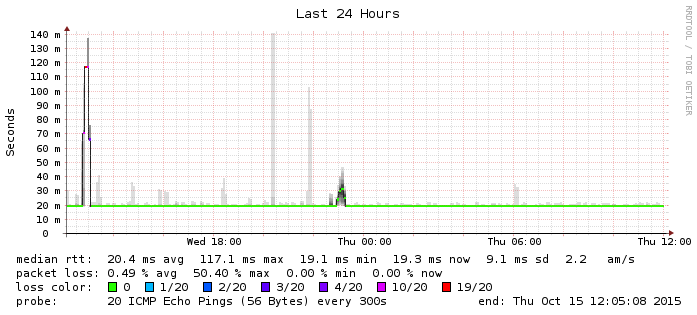 Last 24 Hours
RRDTOOL / TOBI OETIKER
Seconds
140 m
130 m
120 m
110 m
100 m
90 m
80 m
70 m
60 m
50 m
40 m
30 m
20 m
10 m
0
Wed 18:00 Thu 00:00 Thu 06:00 Thu 12:00
median rtt: 20.4 ms avg 117.1 ms max 19.1 ms min 19.3 ms now 9.1 ms sd 2.2 am/s
packet loss: 0.49 % avg 50.40 % max 0.00 % min 0.00 % now
loss color: 0 1/20 2/20 3/20 4/20 10/20 19/20
probe: 20 ICMP Echo Pings (56 Bytes) every 300s end: Thu Oct 15 12:05:08 2015